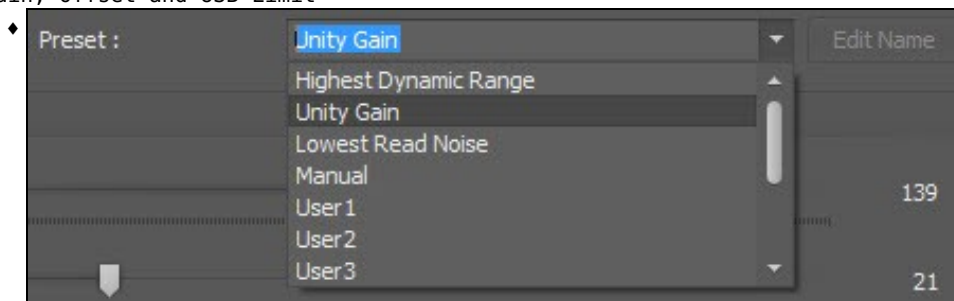 Gain, Offset and USB Limit
Preset :
Unity Gain
Edit Name
Highest Dynamic Range
Unity Gain
Lowest Read Noise
Manual
139
User1
User2
User3
21